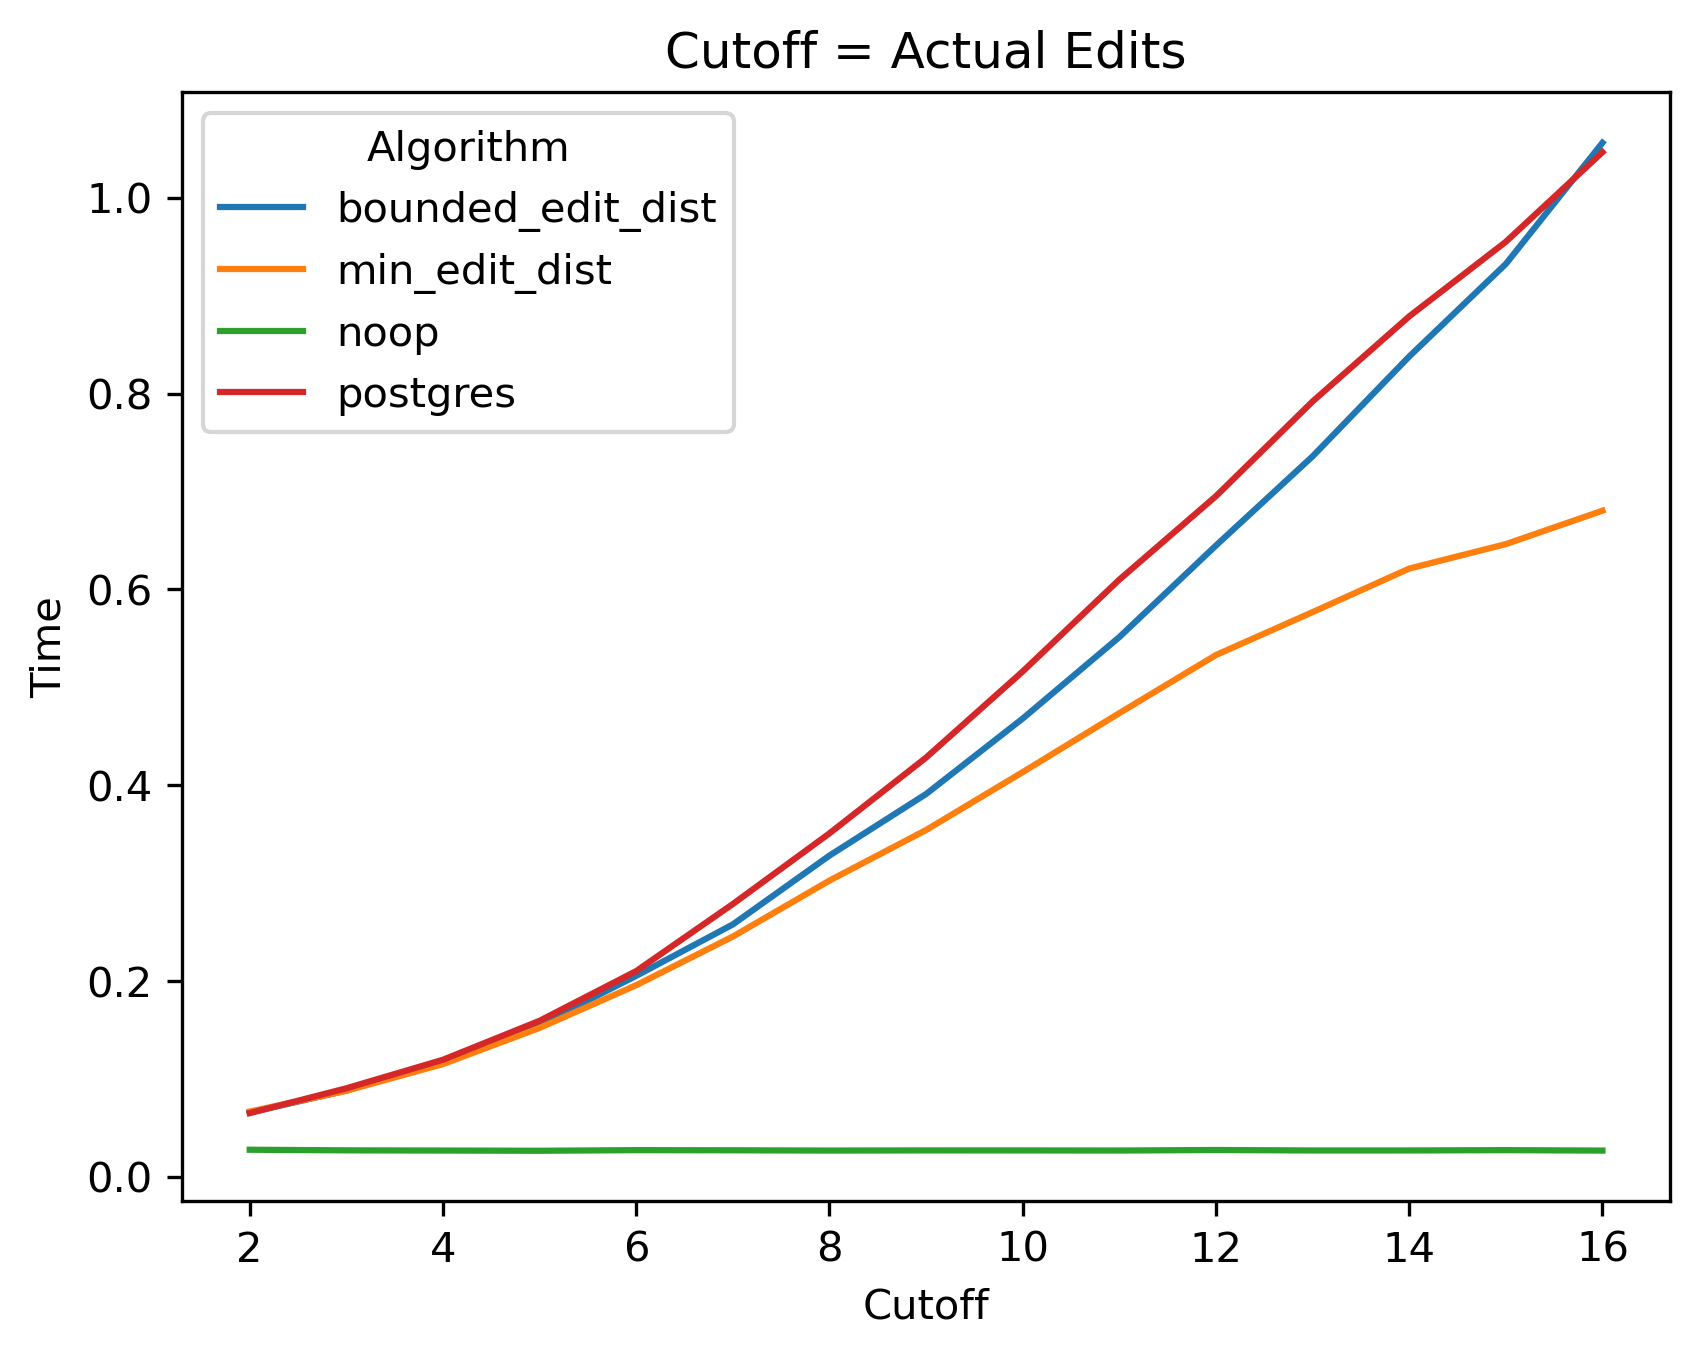 Cutoff = Actual Edits
Algorithm
bounded_edit_dist
min_edit_dist
noop
postgres
1.0
0.8
0.6
0.4
0.2
0.0
Time
2 4 6 8 10 12 14 16
Cutoff